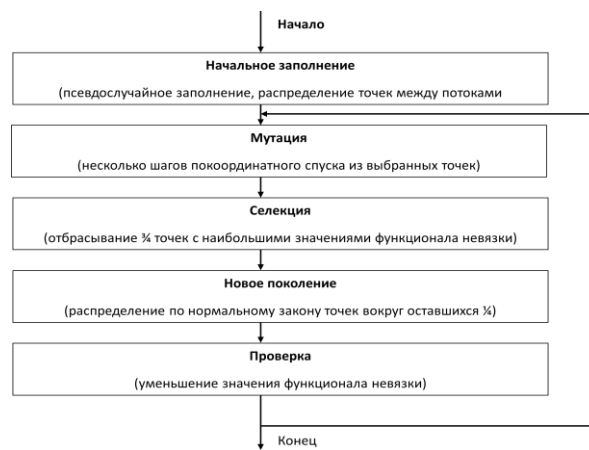 Начало
Начальное заполнение
(псевдослучайное заполнение, распределение точек между потоками
Мутация
(несколько шагов покоординатного спуска из выбранных точек)
Селекция
(отбрасывание ¾ точек с наибольшими значениями функционала невязки)
Новое поколение
(распределение по нормальному закону точек вокруг оставшихся ¼)
Проверка
(уменьшение значения функционала невязки)
Конец